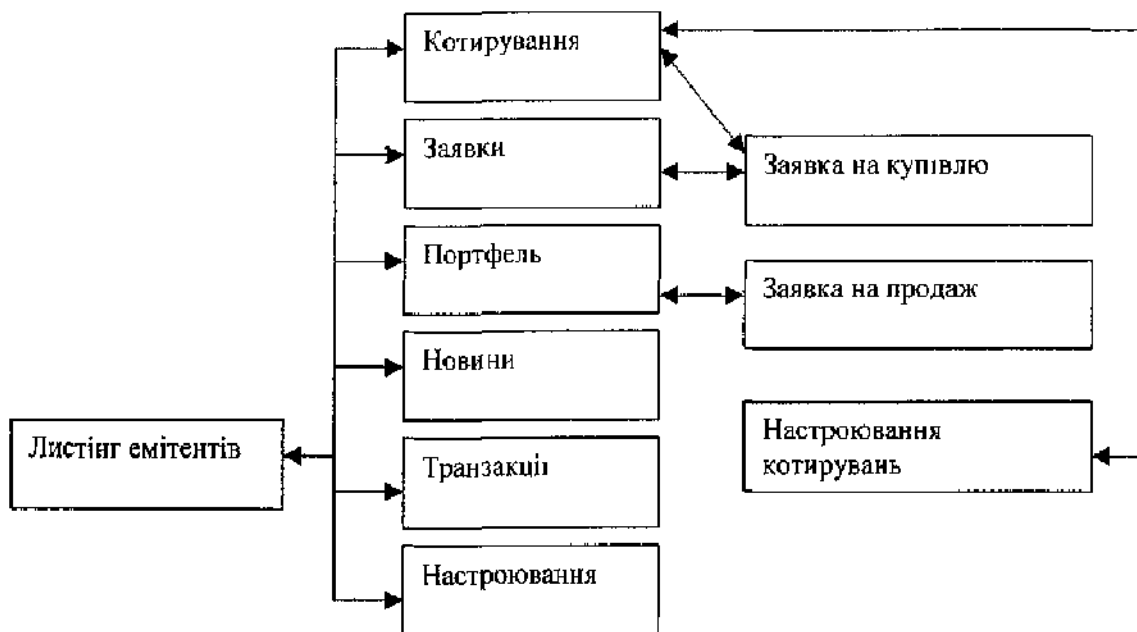 Котирування
Заявки
Заявка на купівлю
Портфель
Заявка на продаж
Новини
Листінг емітентів
Настроювання
котирувань
Транзакції
Настроювання